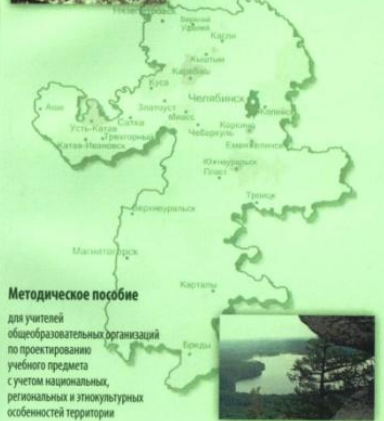 Верхний
Уфалей
Касли
Кыштым
Карабаш
Куса
Челябинск
Аша
Златоуст
Миасс
Копейск
Сатка
Усть-Катав
Чебаркуль
Коркино
Трехгорный
Еманжелинск
Катав-Ивановск
Южноуральск
Пласт
Троицк
Верхнеуральск
Магнитогорск
Карталы
Бреды
Методическое пособие
для учителей
общеобразовательных организаций
по проектированию
учебного предмета
с учетом национальных,
региональных и этнокультурных
особенностей территории